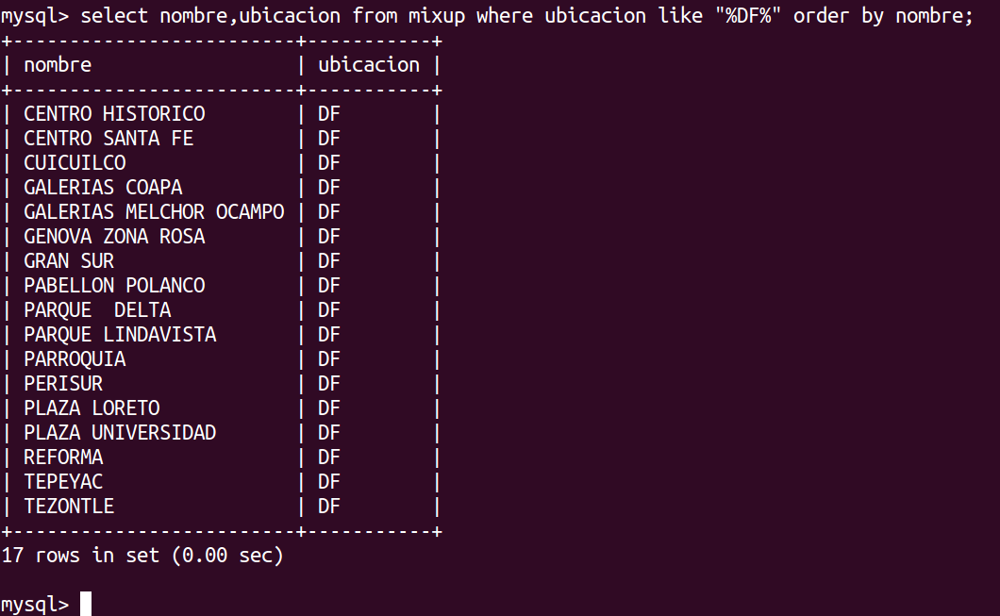 mysql> select nombre,ubicacion from mixup where ubicacion like "%DF%" order by nombre;
+------------------------+-----------+
| nombre                 | ubicacion |
+------------------------+-----------+
| CENTRO HISTORICO       | DF        |
| CENTRO SANTA FE        | DF        |
| CUICUILCO              | DF        |
| GALERIAS COAPA         | DF        |
| GALERIAS MELCHOR OCAMPO | DF        |
| GENOVA ZONA ROSA       | DF        |
| GRAN SUR               | DF        |
| PABELLON POLANCO       | DF        |
| PARQUE  DELTA          | DF        |
| PARQUE LINDAVISTA      | DF        |
| PARROQUIA              | DF        |
| PERISUR                | DF        |
| PLAZA LORETO           | DF        |
| PLAZA UNIVERSIDAD      | DF        |
| REFORMA                | DF        |
| TEPEYAC                | DF        |
| TEZONTLE               | DF        |
+------------------------+-----------+
17 rows in set (0.00 sec)
mysql>